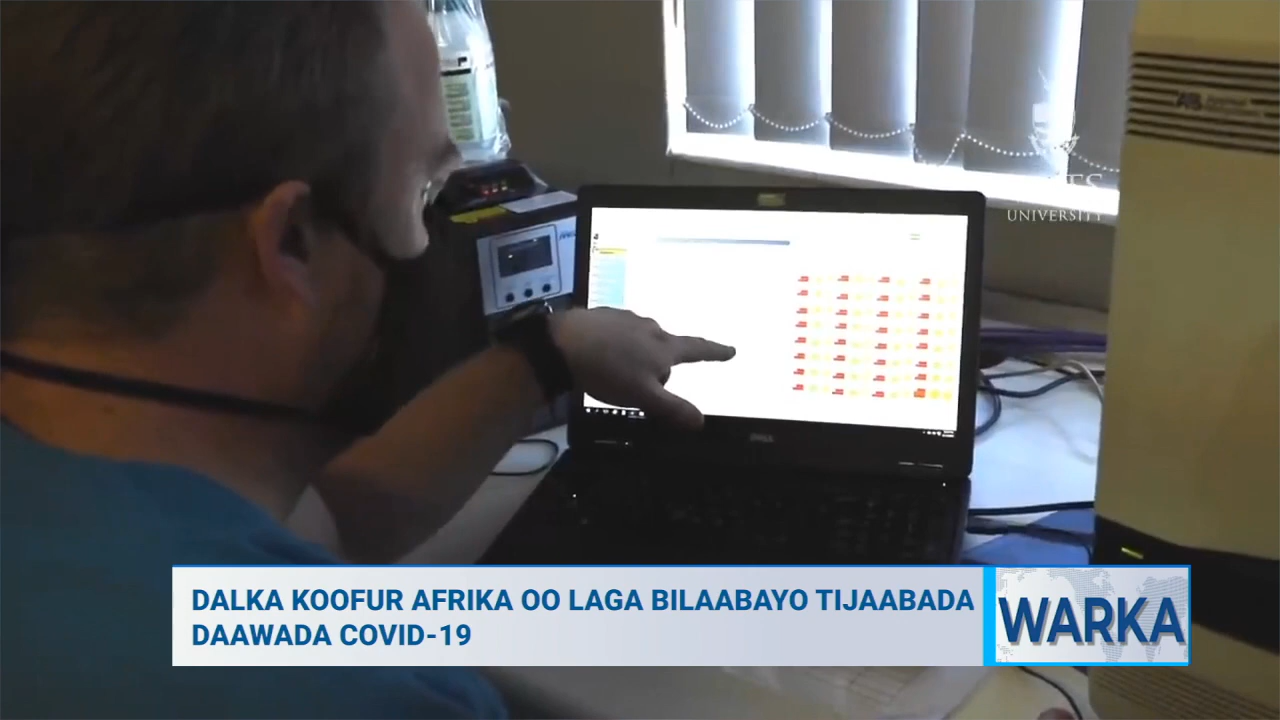 UNIVERSITY
DELL
DALKA KOOFUR AFRIKA OO LAGA BILAABAYO TIJAABADA
DAAWADA COVID-19
WARKA